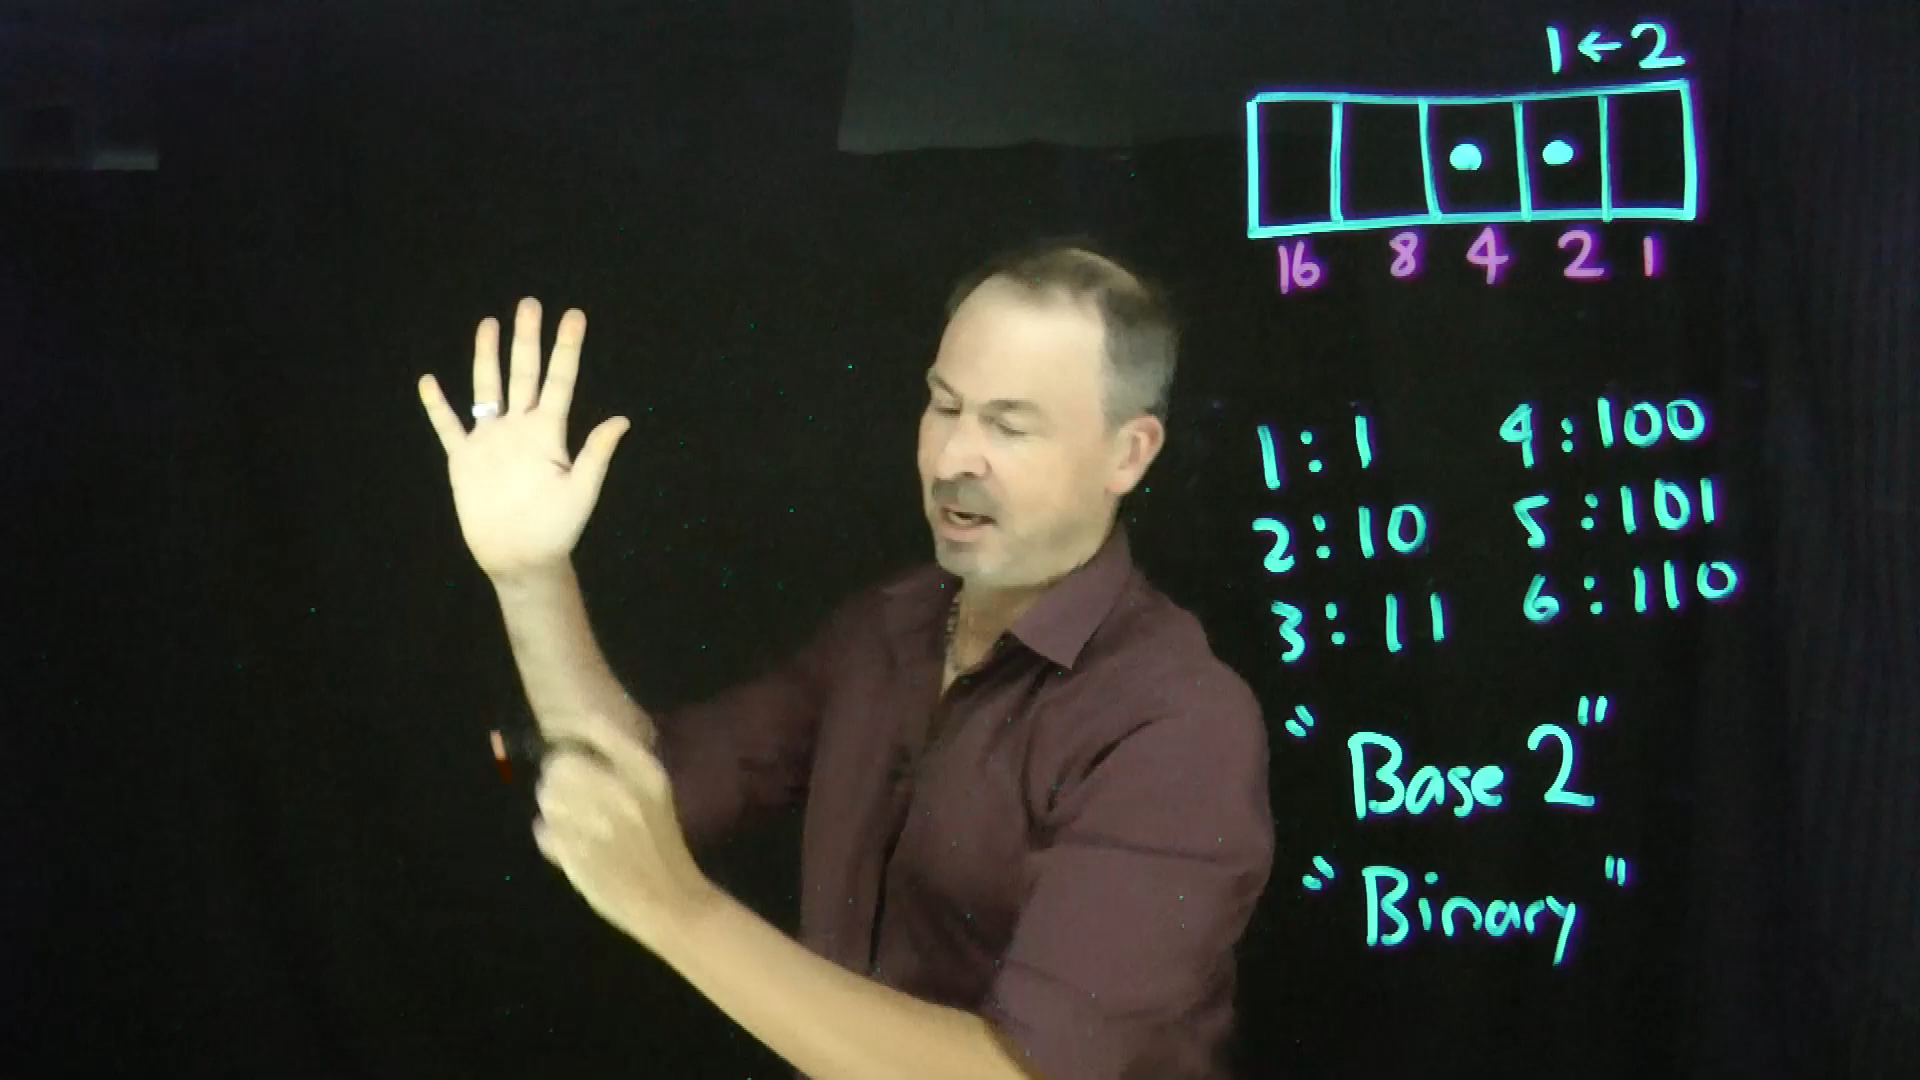 1 ← 2
16 8 4 2 1
1 : 1
2 : 10
3 : 11
4 : 100
5 : 101
6 : 110
"Base 2"
"Binary"